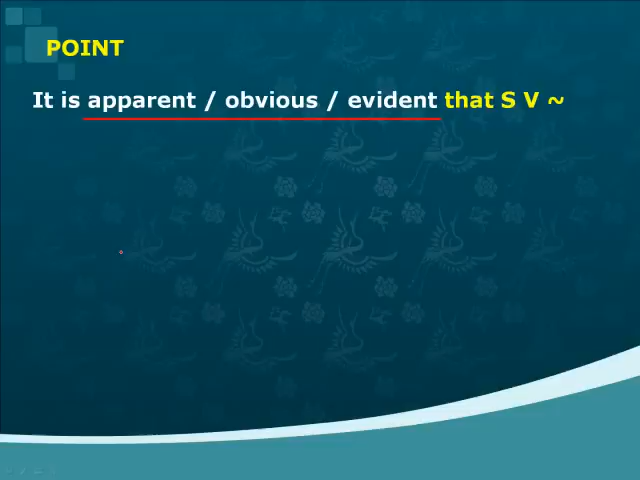 POINT
It is apparent / obvious / evident that S V ~